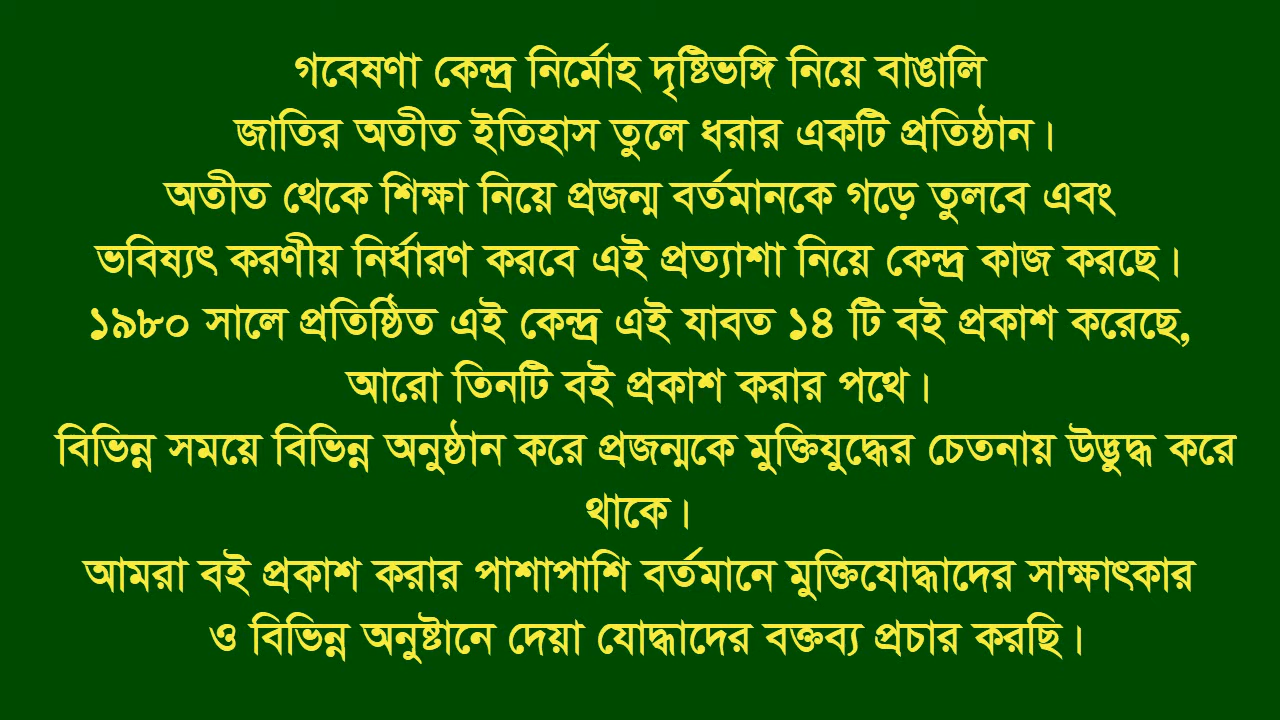 গবেষণা কেন্দ্র নির্মোহ দৃষ্টিভঙ্গি নিয়ে বাঙালি
জাতির অতীত ইতিহাস তুলে ধরার একটি প্রতিষ্ঠান।
অতীত থেকে শিক্ষা নিয়ে প্রজন্ম বর্তমানকে গড়ে তুলবে এবং
ভবিষ্যৎ করণীয় নির্ধারণ করবে এই প্রত্যাশা নিয়ে কেন্দ্র কাজ করছে।
১৯৮০ সালে প্রতিষ্ঠিত এই কেন্দ্র এই যাবত ১৪ টি বই প্রকাশ করেছে,
আরো তিনটি বই প্রকাশ করার পথে।
বিভিন্ন সময়ে বিভিন্ন অনুষ্ঠান করে প্রজন্মকে মুক্তিযুদ্ধের চেতনায় উদ্ভুদ্ধ করে
থাকে।
আমরা বই প্রকাশ করার পাশাপাশি বর্তমানে মুক্তিযোদ্ধাদের সাক্ষাৎকার
ও বিভিন্ন অনুষ্টানে দেয়া যোদ্ধাদের বক্তব্য প্রচার করছি।